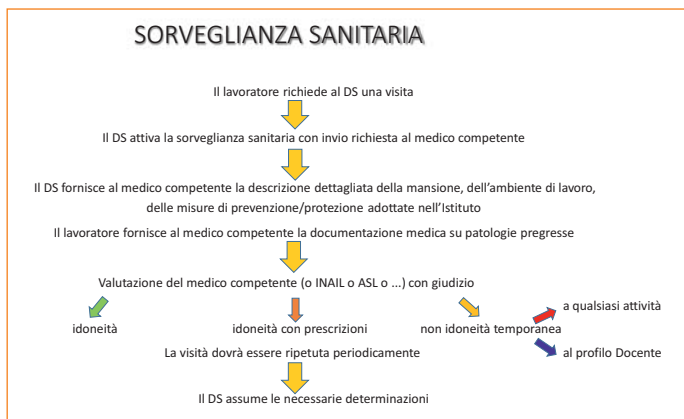 SORVEGLIANZA SANITARIA
Il lavoratore richiede al DS una visita
Il DS attiva la sorveglianza sanitaria con invio richiesta al medico competente
Il DS fornisce al medico competente la descrizione dettagliata della mansione, dell'ambiente di lavoro,
delle misure di prevenzione/protezione adottate nell'Istituto
Il lavoratore fornisce al medico competente la documentazione medica su patologie pregresse
Valutazione del medico competente (o INAIL o ASL o ...) con giudizio
a qualsiasi attività
idoneità
idoneità con prescrizioni
non idoneità temporanea
La visità dovrà essere ripetuta periodicamente
al profilo Docente
Il DS assume le necessarie determinazioni